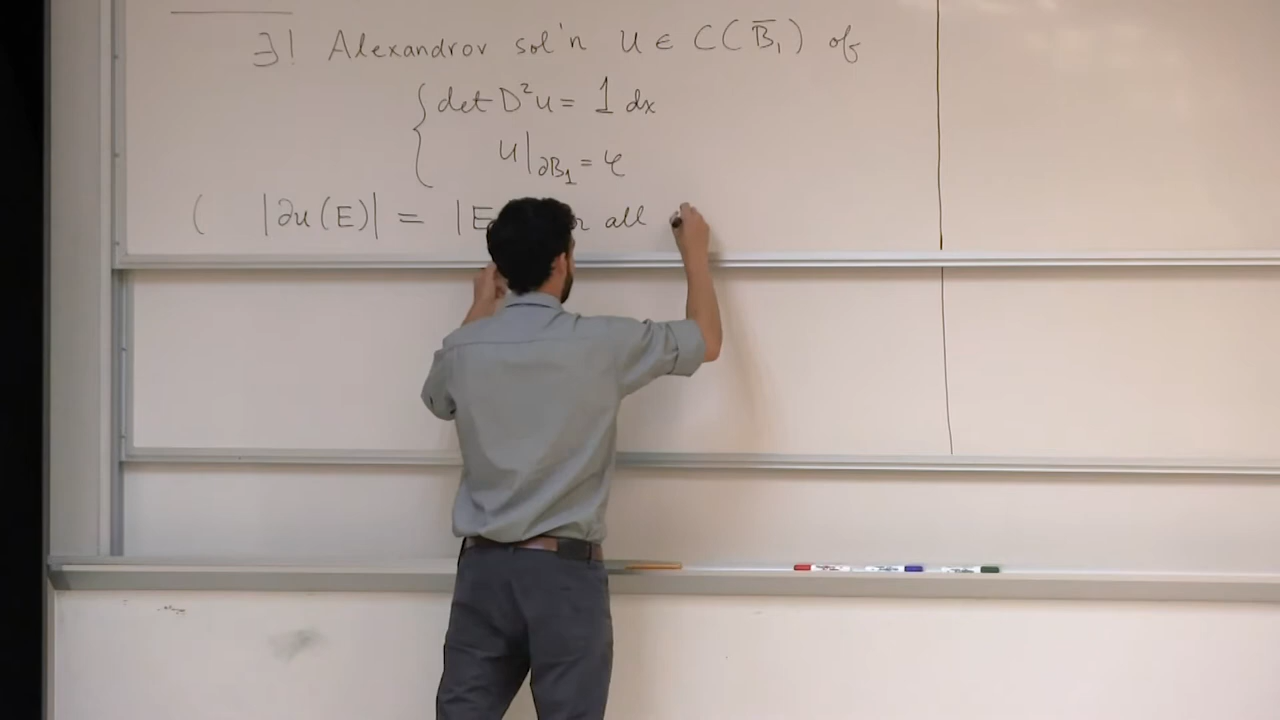 ∃! Alexandrov sol'n u ∈ C(B̄₁) of
{ det D²u = 1 dx
u|∂B₁ = φ
( |∂u(E)| = |E all